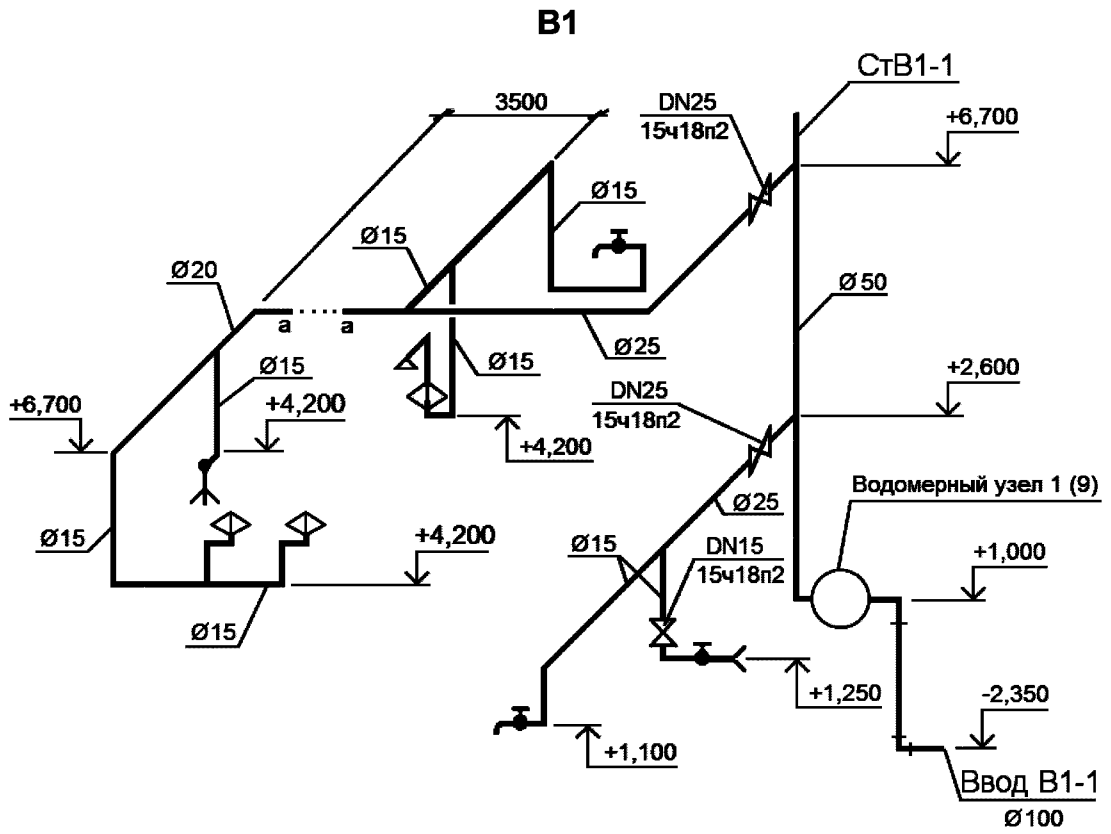 В1
СтВ1-1
3500
DN25
15ч18п2
+6,700
Ø15
Ø15
Ø20
Ø50
а
а
Ø25
Ø15
Ø15
+2,600
DN25
15ч18п2
+6,700
+4,200
+4,200
Водомерный узел 1 (9)
Ø25
Ø15
+4,200
Ø15
DN15
15ч18п2
+1,000
Ø15
+1,250
-2,350
+1,100
Ввод В1-1
Ø100